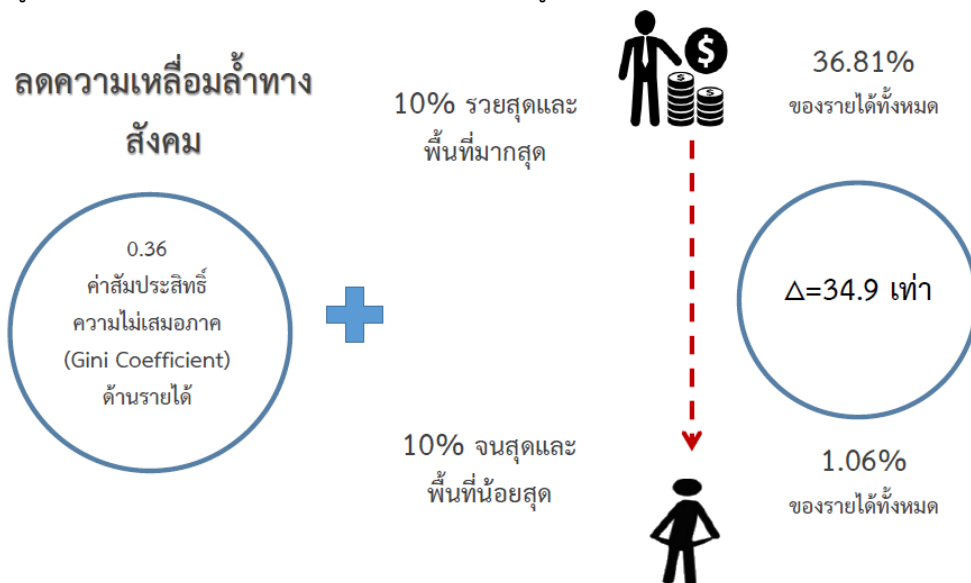 ลดความเหลื่อมล้ำทาง
สังคม
0.36
ค่าสัมประสิทธิ์
ความไม่เสมอภาค
(Gini Coefficient)
ด้านรายได้
10% รวยสุดและ
พื้นที่มากสุด
$
$
$
36.81%
ของรายได้ทั้งหมด
△=34.9 เท่า
10% จนสุดและ
พื้นที่น้อยสุด
1.06%
ของรายได้ทั้งหมด